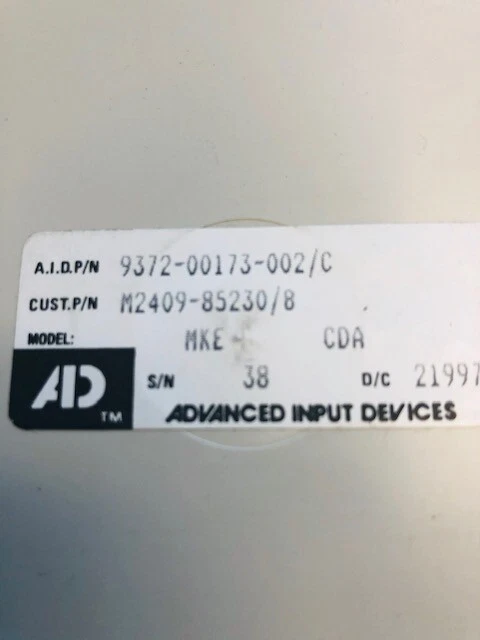 A.I.D.P/N 9372-00173-002/C
CUST.P/N M2409-85230/8
MODEL: MKE - CDA
S/N 38 D/C 21997
AID TM
ADVANCED INPUT DEVICES